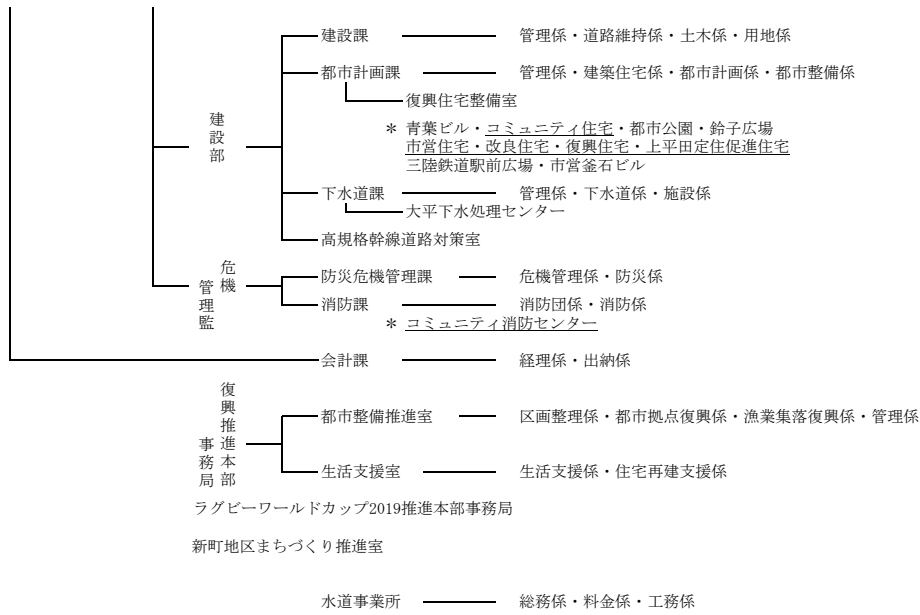 建設課 管理係・道路維持係・土木係・用地係
都市計画課 管理係・建築住宅係・都市計画係・都市整備係
復興住宅整備室
建設部
＊ 青葉ビル・コミュニティ住宅・都市公園・鈴子広場
市営住宅・改良住宅・復興住宅・上平田定住促進住宅
三陸鉄道駅前広場・市営釜石ビル
下水道課 管理係・下水道係・施設係
大平下水処理センター
高規格幹線道路対策室
危機管理監
防災危機管理課 危機管理係・防災係
消防課 消防団係・消防係
＊ コミュニティ消防センター
会計課 経理係・出納係
復興推進本部事務局
都市整備推進室 区画整理係・都市拠点復興係・漁業集落復興係・管理係
生活支援室 生活支援係・住宅再建支援係
ラグビーワールドカップ2019推進本部事務局
新町地区まちづくり推進室
水道事業所 総務係・料金係・工務係